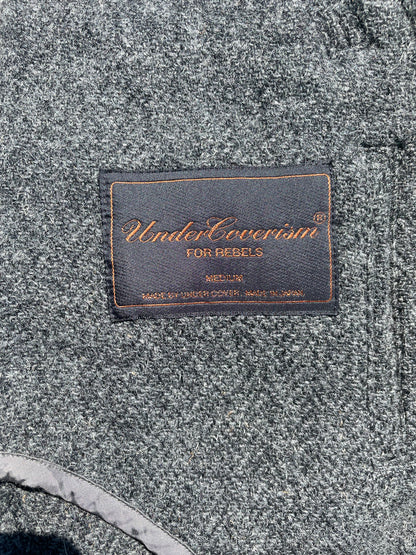 UnderCoverism®
FOR REBELS
MEDIUM
MADE BY UNDER COVER, MADE IN JAPAN